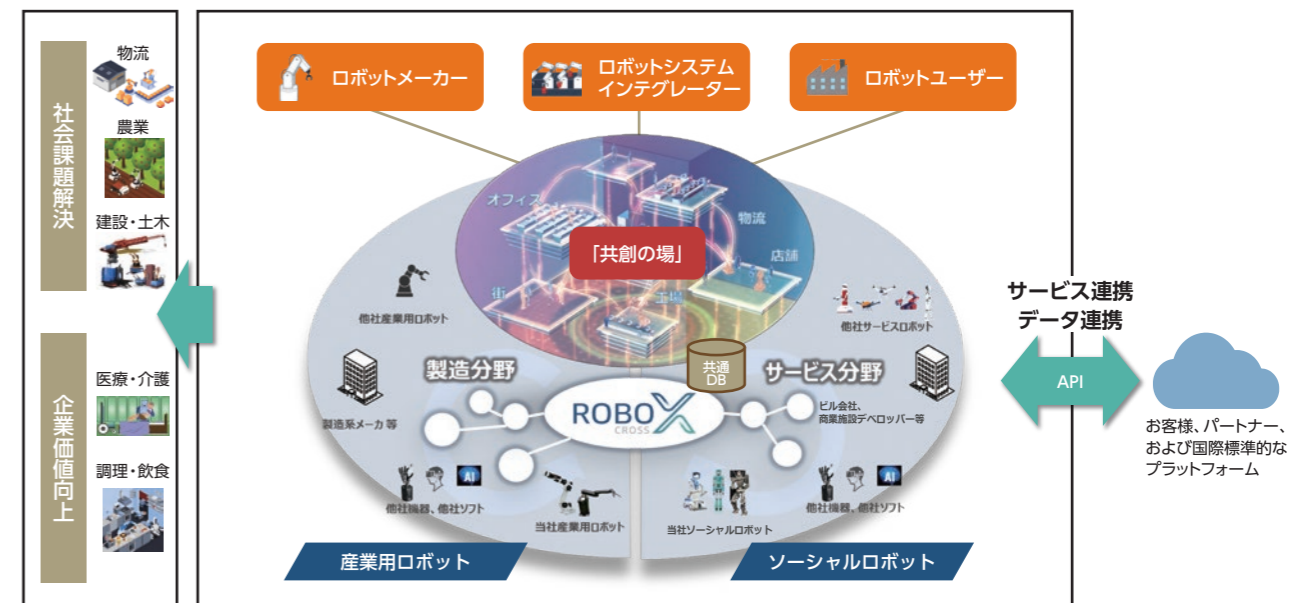 社会課題解決
物流
農業
建設・土木
企業価値向上
医療・介護
調理・飲食
ロボットメーカー
ロボットシステム
インテグレーター
ロボットユーザー
オフィス
物流
「共創の場」
店舗
街
工場
他社産業用ロボット
他社サービスロボット
製造分野
共通
DB
サービス分野
製造系メーカ 等
ROBO X
CROSS
ビル会社、
商業施設デベロッパー等
AI
他社機器、他社ソフト
当社産業用ロボット
当社ソーシャルロボット
AI
他社機器、他社ソフト
産業用ロボット
ソーシャルロボット
サービス連携
データ連携
API
お客様、パートナー、
および国際標準的な
プラットフォーム